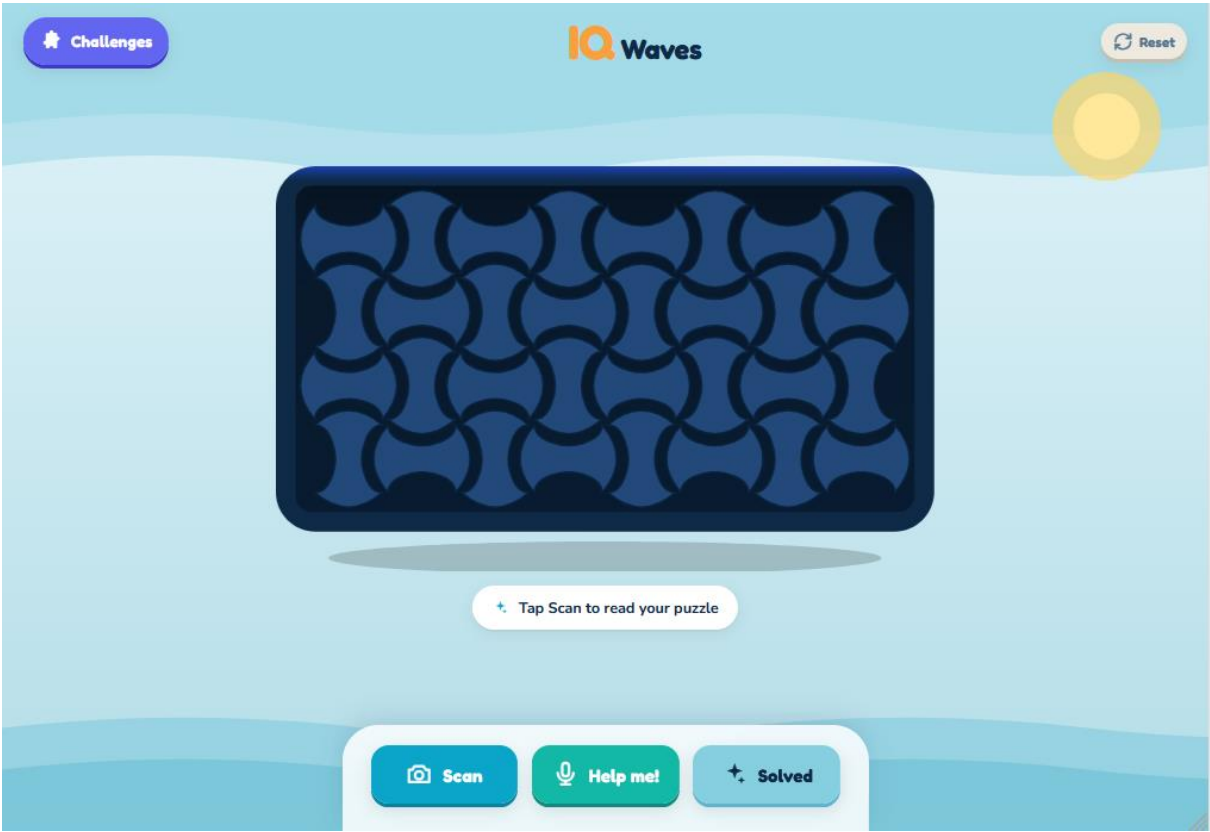 Challenges
IQ Waves
Reset
Tap Scan to read your puzzle
Scan
Help me!
Solved